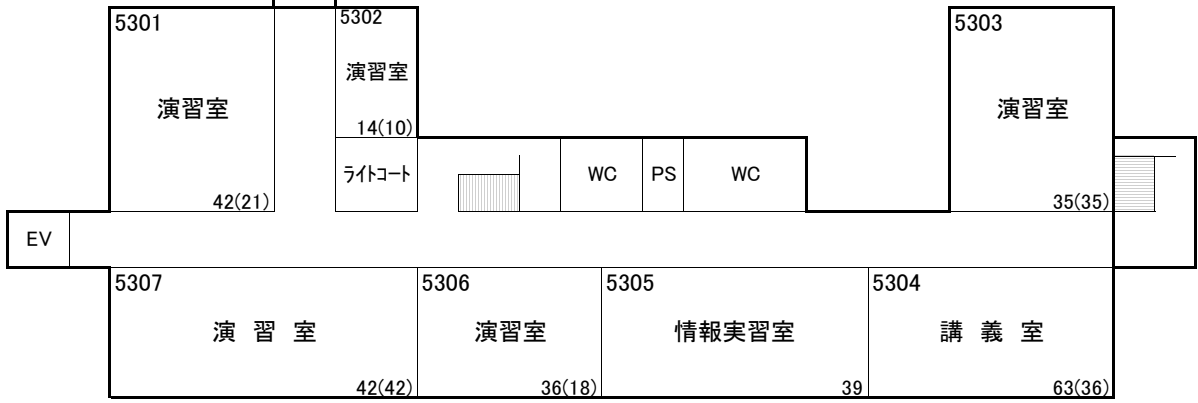 5301
演習室
42(21)
5302
演習室
14(10)
ライトコート
WC
PS
WC
5303
演習室
35(35)
EV
5307
演 習 室
42(42)
5306
演習室
36(18)
5305
情報実習室
39
5304
講 義 室
63(36)